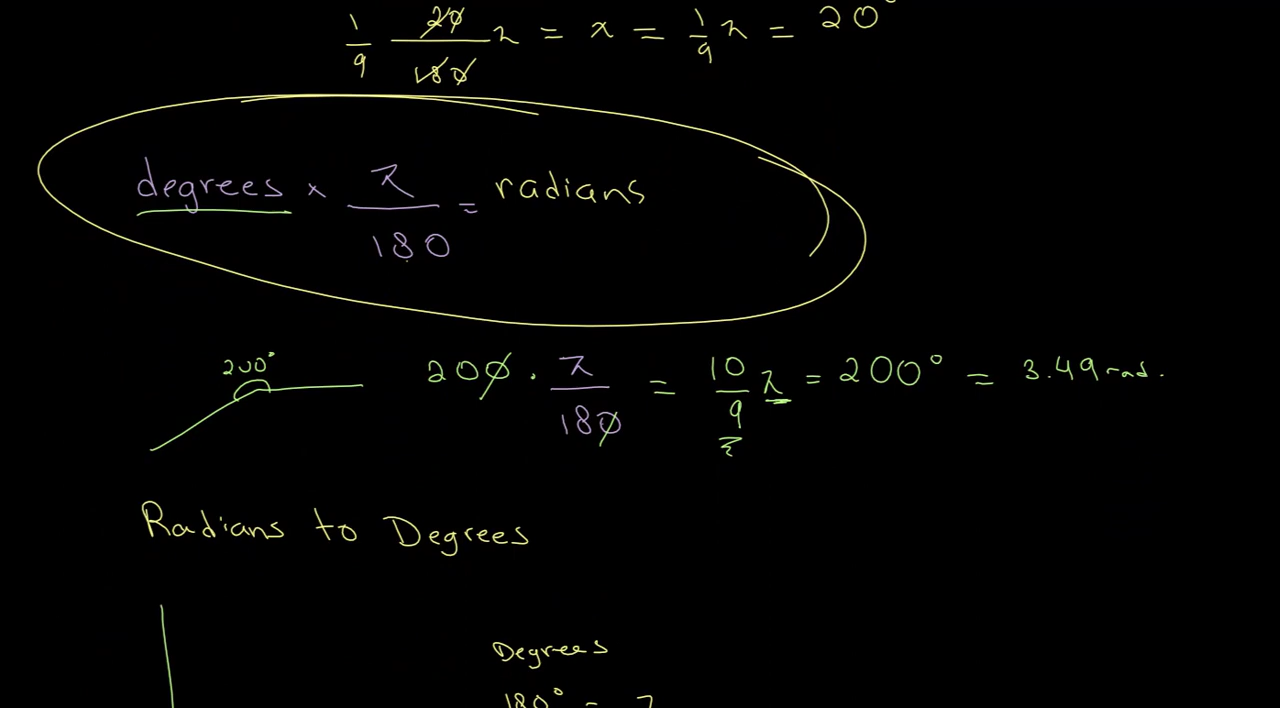 1/9 20/180 π = x = 1/9 π = 20°
degrees × π/180 = radians
200°
200 · π/180 = 10/9 π = 200° = 3.49 rad.
Radians to Degrees
Degrees
180° = π